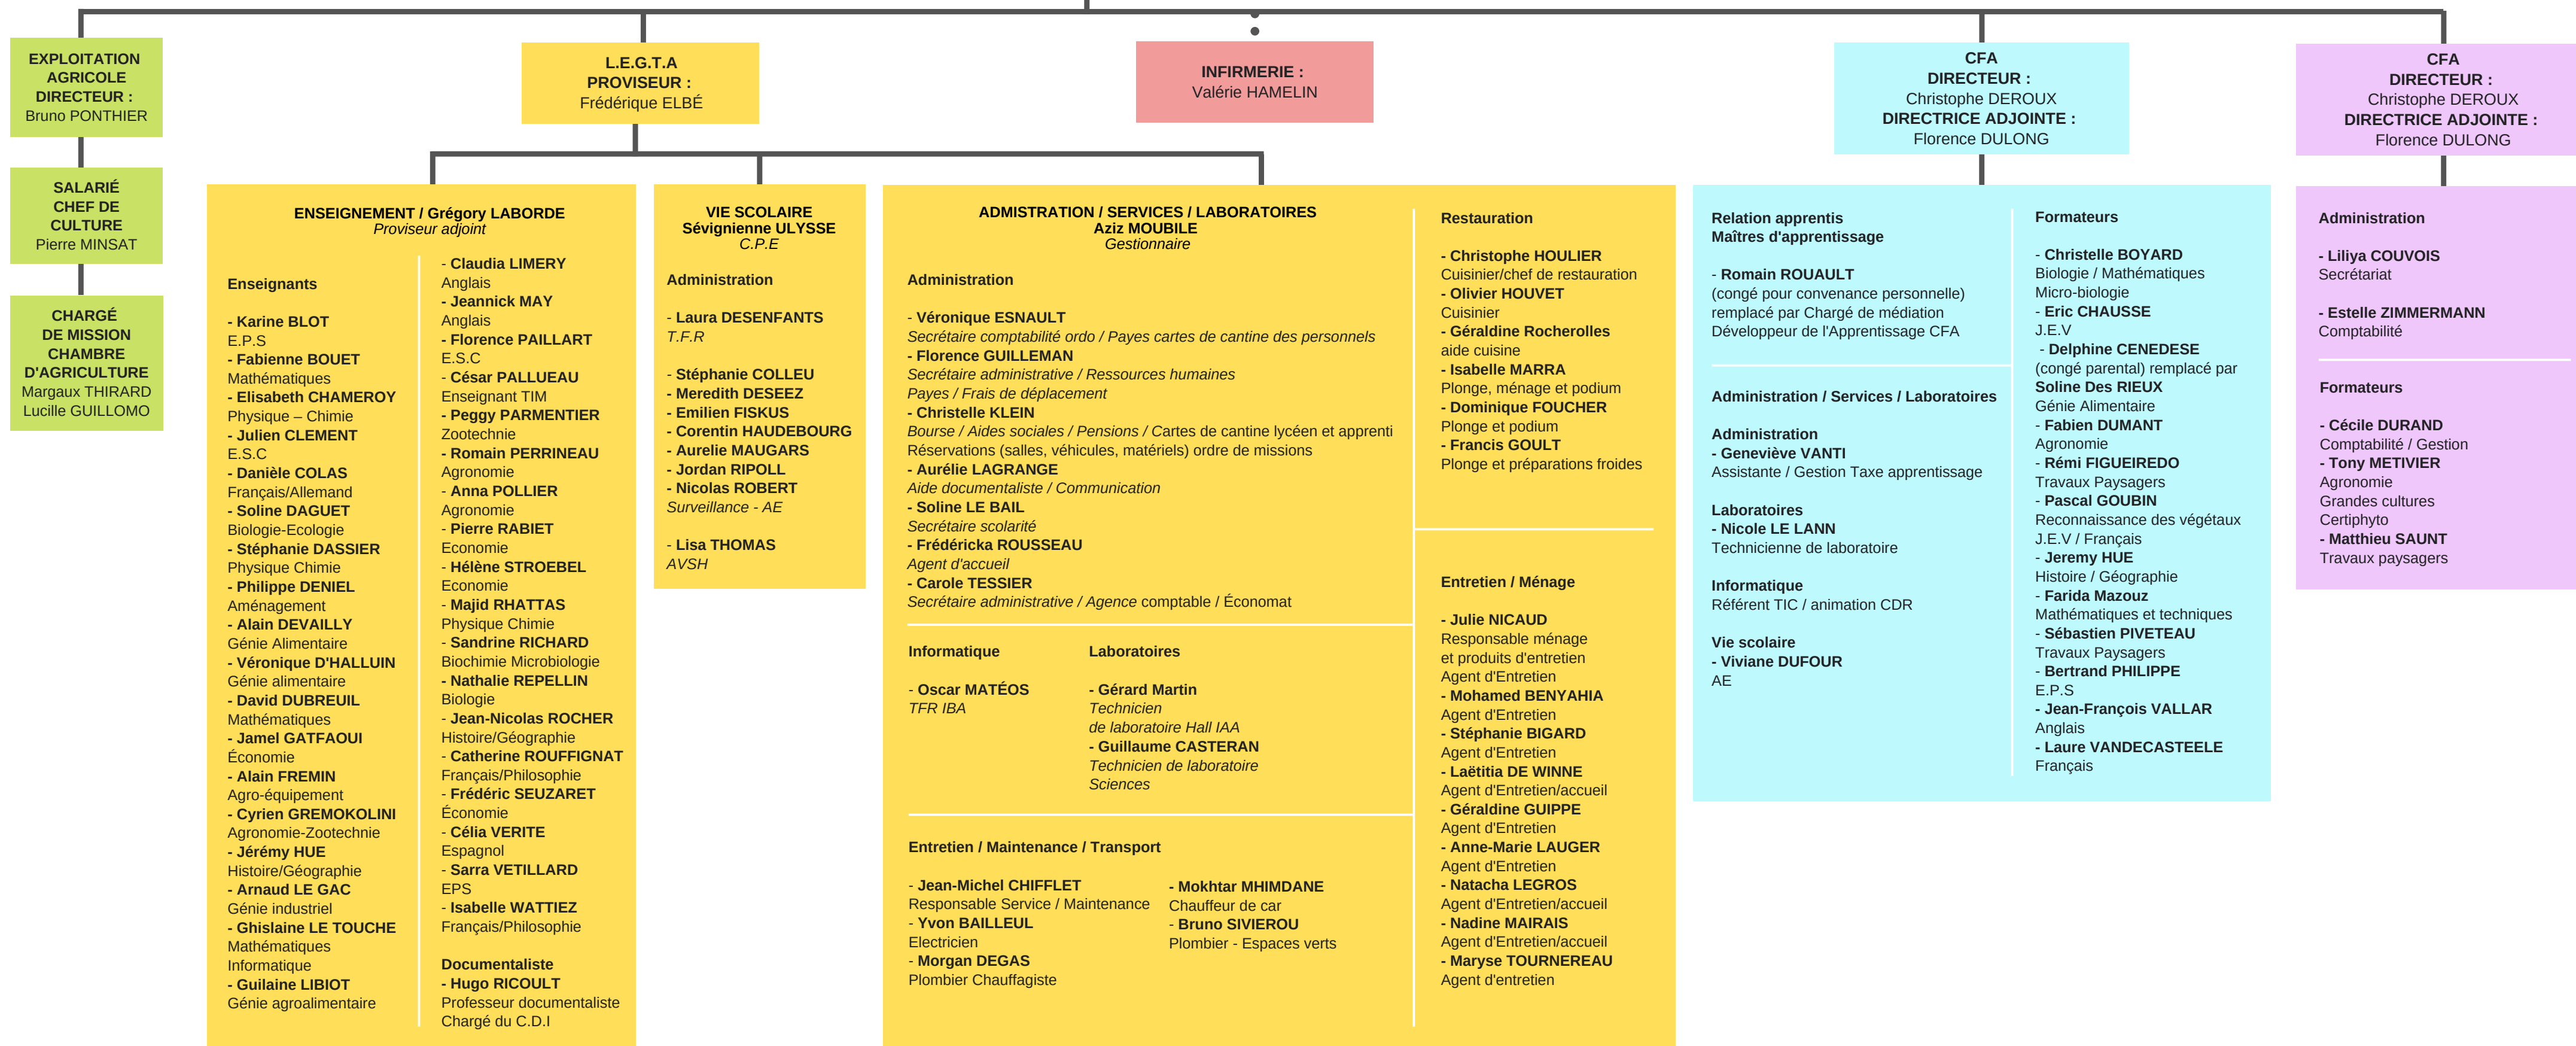 EXPLOITATION
AGRICOLE
DIRECTEUR :
Bruno PONTHIER
SALARIÉ
CHEF DE
CULTURE
Pierre MINSAT
CHARGÉ
DE MISSION
CHAMBRE
D'AGRICULTURE
Margaux THIRARD
Lucille GUILLOMO
L.E.G.T.A
PROVISEUR :
Frédérique ELBÉ
ENSEIGNEMENT / Grégory LABORDE
Proviseur adjoint
Enseignants
- Karine BLOT
E.P.S
- Fabienne BOUET
Mathématiques
- Elisabeth CHAMEROY
Physique – Chimie
- Julien CLEMENT
E.S.C
- Danièle COLAS
Français/Allemand
- Soline DAGUET
Biologie-Ecologie
- Stéphanie DASSIER
Physique Chimie
- Philippe DENIEL
Aménagement
- Alain DEVAILLY
Génie Alimentaire
- Véronique D'HALLUIN
Génie alimentaire
- David DUBREUIL
Mathématiques
- Jamel GATFAOUI
Économie
- Alain FREMIN
Agro-équipement
- Cyrien GREMOKOLINI
Agronomie-Zootechnie
- Jérémy HUE
Histoire/Géographie
- Arnaud LE GAC
Génie industriel
- Ghislaine LE TOUCHE
Mathématiques
Informatique
- Guilaine LIBIOT
Génie agroalimentaire
- Claudia LIMERY
Anglais
- Jeannick MAY
Anglais
- Florence PAILLART
E.S.C
- César PALLUEAU
Enseignant TIM
- Peggy PARMENTIER
Zootechnie
- Romain PERRINEAU
Agronomie
- Anna POLLIER
Agronomie
- Pierre RABIET
Economie
- Hélène STROEBEL
Economie
- Majid RHATTAS
Physique Chimie
- Sandrine RICHARD
Biochimie Microbiologie
- Nathalie REPELLIN
Biologie
- Jean-Nicolas ROCHER
Histoire/Géographie
- Catherine ROUFFIGNAT
Français/Philosophie
- Frédéric SEUZARET
Économie
- Célia VERITE
Espagnol
- Sarra VETILLARD
EPS
- Isabelle WATTIEZ
Français/Philosophie
Documentaliste
- Hugo RICOULT
Professeur documentaliste
Chargé du C.D.I
VIE SCOLAIRE
Sévignienne ULYSSE
C.P.E
Administration
- Laura DESENFANTS
T.F.R
- Stéphanie COLLEU
- Meredith DESEEZ
- Emilien FISKUS
- Corentin HAUDEBOURG
- Aurelie MAUGARS
- Jordan RIPOLL
- Nicolas ROBERT
Surveillance - AE
- Lisa THOMAS
AVSH
ADMISTRATION / SERVICES / LABORATOIRES
Aziz MOUBILE
Gestionnaire
Administration
- Véronique ESNAULT
Secrétaire comptabilité ordo / Payes cartes de cantine des personnels
- Florence GUILLEMAN
Secrétaire administrative / Ressources humaines
Payes / Frais de déplacement
- Christelle KLEIN
Bourse / Aides sociales / Pensions / Cartes de cantine lycéen et apprenti
Réservations (salles, véhicules, matériels) ordre de missions
- Aurélie LAGRANGE
Aide documentaliste / Communication
- Soline LE BAIL
Secrétaire scolarité
- Frédéricka ROUSSEAU
Agent d'accueil
- Carole TESSIER
Secrétaire administrative / Agence comptable / Économat
Informatique
- Oscar MATÉOS
TFR IBA
Laboratoires
- Gérard Martin
Technicien
de laboratoire Hall IAA
- Guillaume CASTERAN
Technicien de laboratoire
Sciences
Entretien / Maintenance / Transport
- Jean-Michel CHIFFLET
Responsable Service / Maintenance
- Yvon BAILLEUL
Electricien
- Morgan DEGAS
Plombier Chauffagiste
- Mokhtar MHIMDANE
Chauffeur de car
- Bruno SIVIEROU
Plombier - Espaces verts
Restauration
- Christophe HOULIER
Cuisinier/chef de restauration
- Olivier HOUVET
Cuisinier
- Géraldine Rocherolles
aide cuisine
- Isabelle MARRA
Plonge, ménage et podium
- Dominique FOUCHER
Plonge et podium
- Francis GOULT
Plonge et préparations froides
Entretien / Ménage
- Julie NICAUD
Responsable ménage
et produits d'entretien
Agent d'Entretien
- Mohamed BENYAHIA
Agent d'Entretien
- Stéphanie BIGARD
Agent d'Entretien
- Laëtitia DE WINNE
Agent d'Entretien/accueil
- Géraldine GUIPPE
Agent d'Entretien
- Anne-Marie LAUGER
Agent d'Entretien
- Natacha LEGROS
Agent d'Entretien/accueil
- Nadine MAIRAIS
Agent d'Entretien/accueil
- Maryse TOURNEREAU
Agent d'entretien
INFIRMERIE :
Valérie HAMELIN
CFA
DIRECTEUR :
Christophe DEROUX
DIRECTRICE ADJOINTE :
Florence DULONG
Relation apprentis
Maîtres d'apprentissage
- Romain ROUAULT
(congé pour convenance personnelle)
remplacé par Chargé de médiation
Développeur de l'Apprentissage CFA
Administration / Services / Laboratoires
Administration
- Geneviève VANTI
Assistante / Gestion Taxe apprentissage
Laboratoires
- Nicole LE LANN
Technicienne de laboratoire
Informatique
Référent TIC / animation CDR
Vie scolaire
- Viviane DUFOUR
AE
Formateurs
- Christelle BOYARD
Biologie / Mathématiques
Micro-biologie
- Eric CHAUSSE
J.E.V
- Delphine CENEDESE
(congé parental) remplacé par
Soline Des RIEUX
Génie Alimentaire
- Fabien DUMANT
Agronomie
- Rémi FIGUEIREDO
Travaux Paysagers
- Pascal GOUBIN
Reconnaissance des végétaux
J.E.V / Français
- Jeremy HUE
Histoire / Géographie
- Farida Mazouz
Mathématiques et techniques
- Sébastien PIVETEAU
Travaux Paysagers
- Bertrand PHILIPPE
E.P.S
- Jean-François VALLAR
Anglais
- Laure VANDECASTEELE
Français
CFA
DIRECTEUR :
Christophe DEROUX
DIRECTRICE ADJOINTE :
Florence DULONG
Administration
- Liliya COUVOIS
Secrétariat
- Estelle ZIMMERMANN
Comptabilité
Formateurs
- Cécile DURAND
Comptabilité / Gestion
- Tony METIVIER
Agronomie
Grandes cultures
Certiphyto
- Matthieu SAUNT
Travaux paysagers